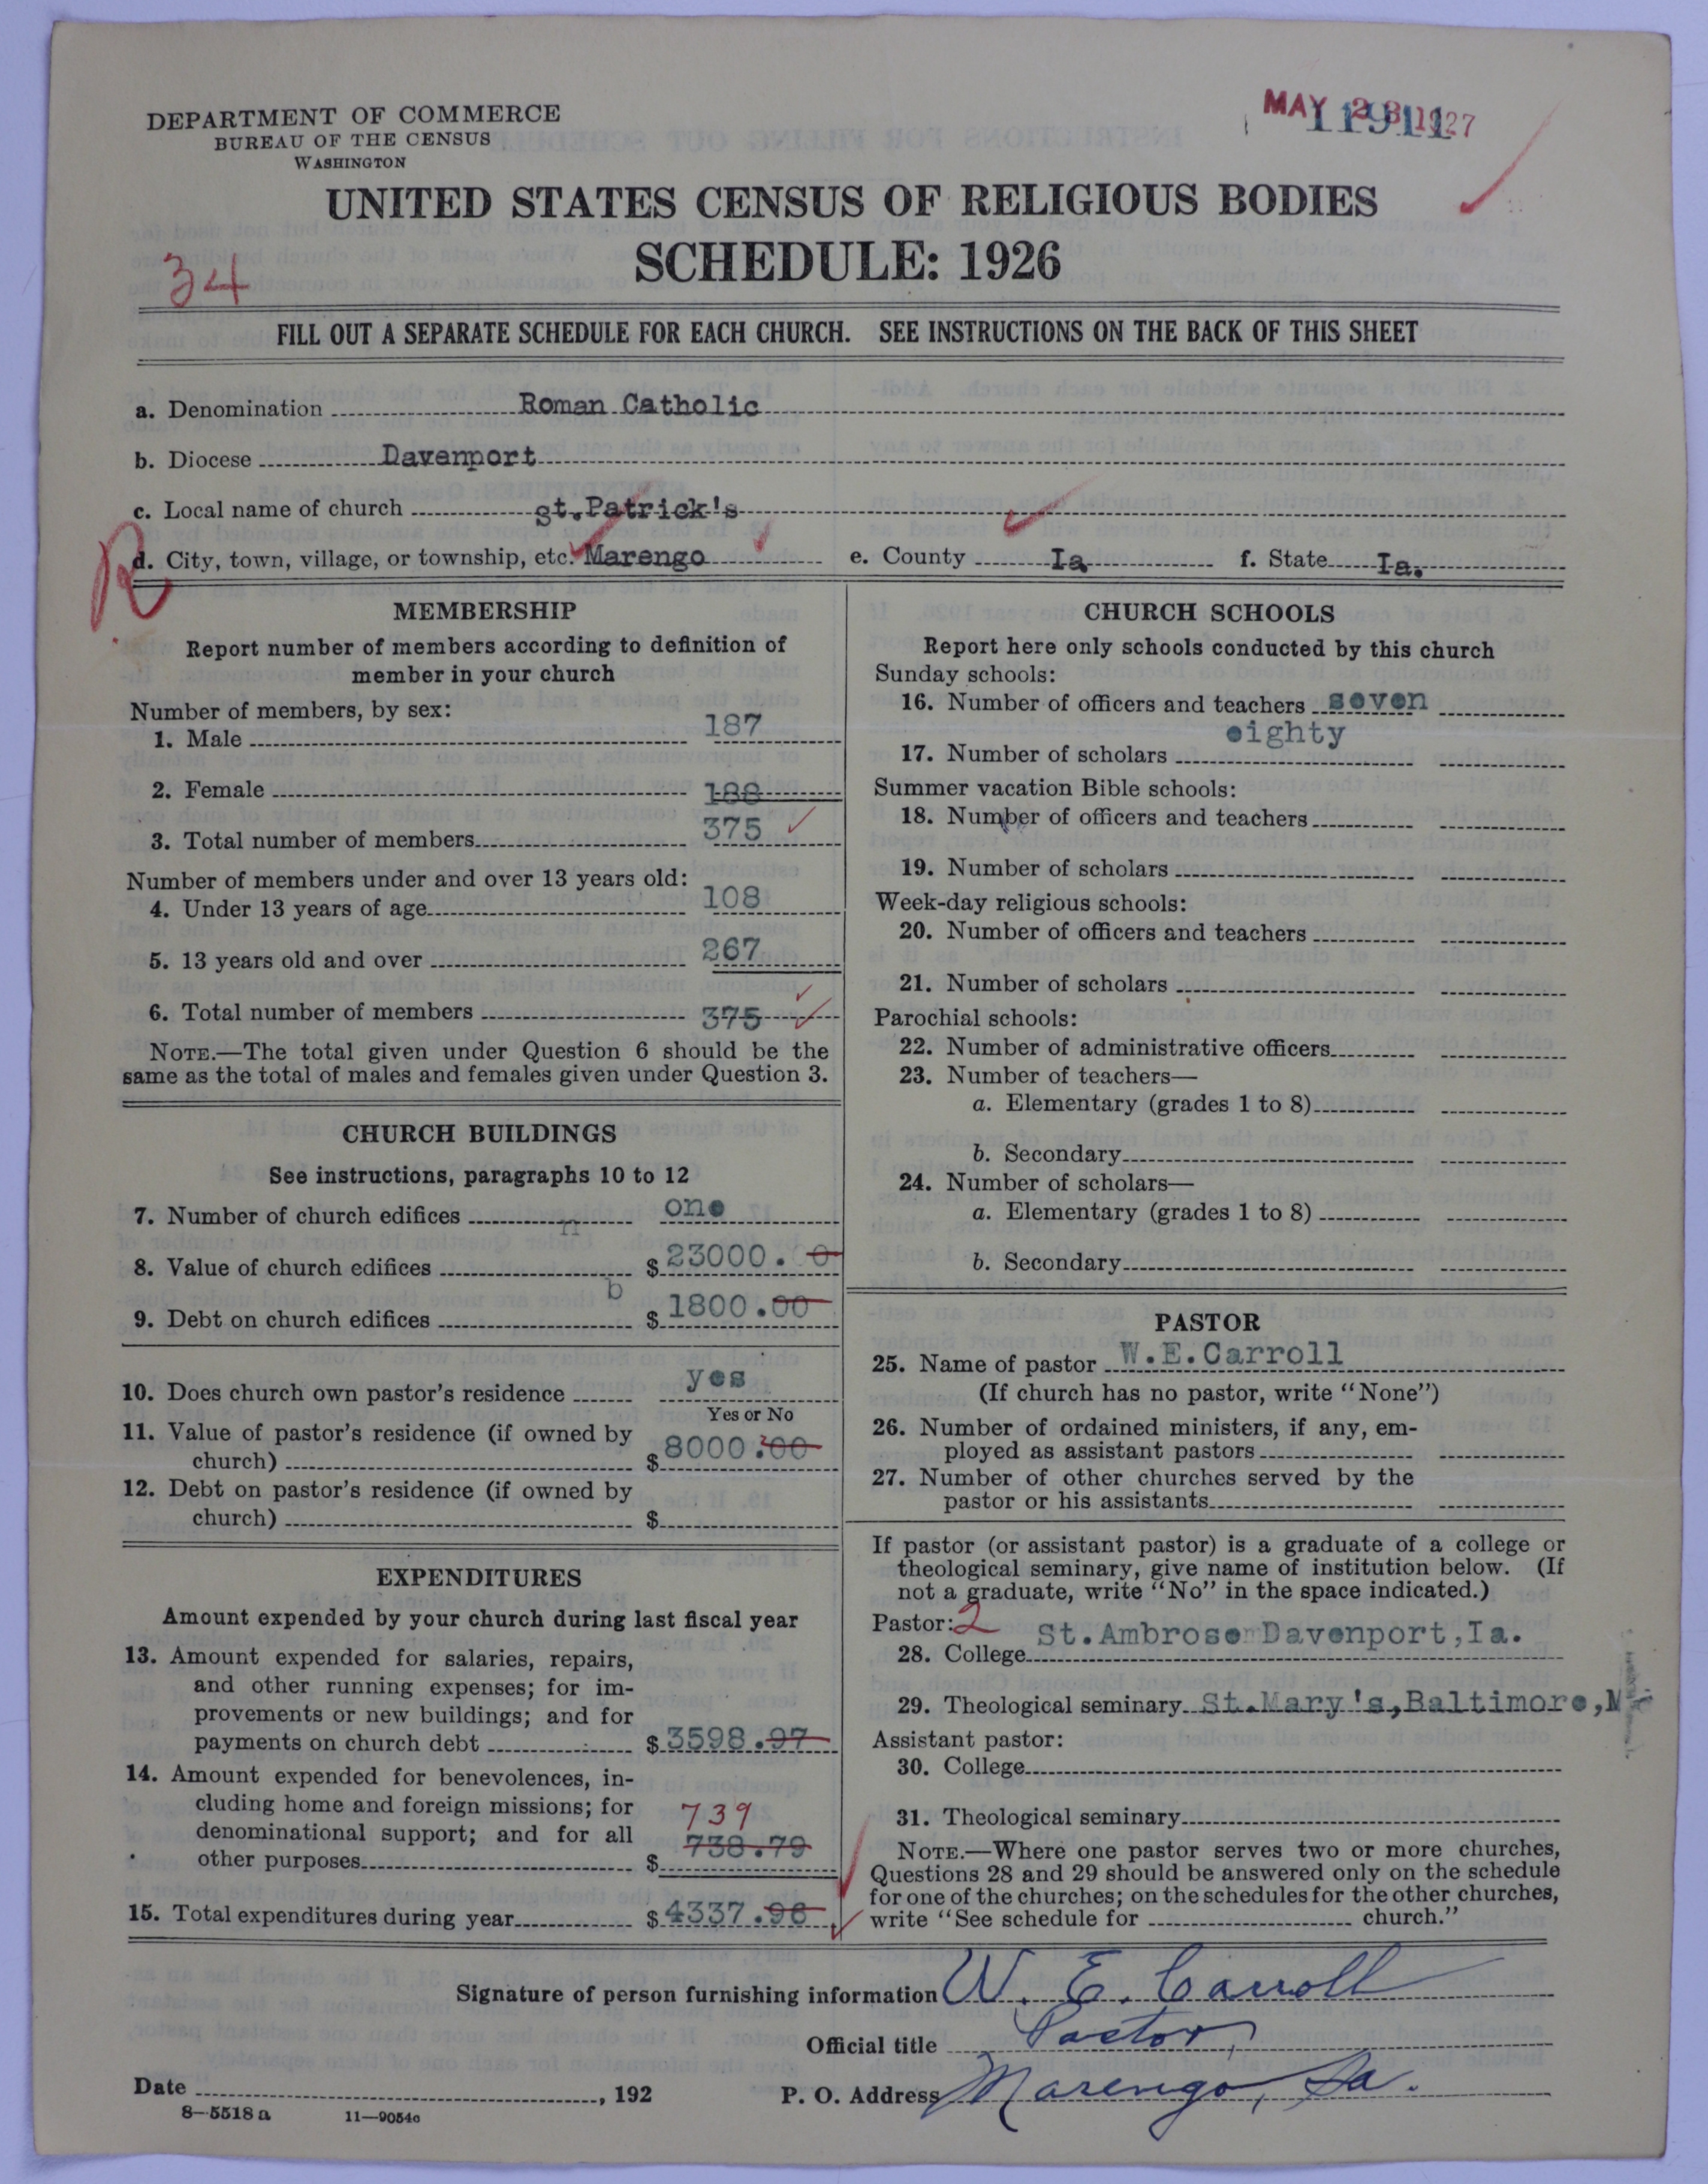 DEPARTMENT OF COMMERCE
BUREAU OF THE CENSUS
WASHINGTON
MAY 1927
11911
UNITED STATES CENSUS OF RELIGIOUS BODIES
SCHEDULE: 1926
34
FILL OUT A SEPARATE SCHEDULE FOR EACH CHURCH. SEE INSTRUCTIONS ON THE BACK OF THIS SHEET
a. Denomination Roman Catholic
b. Diocese Davenport
c. Local name of church st.Patrick's
R
d. City, town, village, or township, etc. Marengo e. County Ia f. State Ia.
MEMBERSHIP
Report number of members according to definition of
member in your church
Number of members, by sex:
1. Male 187
2. Female 188
3. Total number of members 375
Number of members under and over 13 years old:
4. Under 13 years of age 108
5. 13 years old and over 267
6. Total number of members 375
NOTE.—The total given under Question 6 should be the
same as the total of males and females given under Question 3.
CHURCH BUILDINGS
See instructions, paragraphs 10 to 12
7. Number of church edifices one
n
8. Value of church edifices $ 23000. 0
b
9. Debt on church edifices $ 1800.00
10. Does church own pastor's residence yes
Yes or No
11. Value of pastor's residence (if owned by
church) $ 8000.00
12. Debt on pastor's residence (if owned by
church) $
EXPENDITURES
Amount expended by your church during last fiscal year
13. Amount expended for salaries, repairs,
and other running expenses; for im-
provements or new buildings; and for
payments on church debt $ 3598.97
14. Amount expended for benevolences, in-
cluding home and foreign missions; for 739
denominational support; and for all 738.79
other purposes $
15. Total expenditures during year $ 4337.96
CHURCH SCHOOLS
Report here only schools conducted by this church
Sunday schools:
16. Number of officers and teachers seven
eighty
17. Number of scholars
Summer vacation Bible schools:
18. Number of officers and teachers
19. Number of scholars
Week-day religious schools:
20. Number of officers and teachers
21. Number of scholars
Parochial schools:
22. Number of administrative officers
23. Number of teachers—
a. Elementary (grades 1 to 8)
b. Secondary
24. Number of scholars—
a. Elementary (grades 1 to 8)
b. Secondary
PASTOR
25. Name of pastor W.E.Carroll
(If church has no pastor, write "None")
26. Number of ordained ministers, if any, em-
ployed as assistant pastors
27. Number of other churches served by the
pastor or his assistants
If pastor (or assistant pastor) is a graduate of a college or
theological seminary, give name of institution below. (If
not a graduate, write "No" in the space indicated.)
Pastor: 2
28. College St.Ambrose Davenport,Ia.
29. Theological seminary St.Mary's,Baltimore,M
Assistant pastor:
30. College
31. Theological seminary
NOTE.—Where one pastor serves two or more churches,
Questions 28 and 29 should be answered only on the schedule
for one of the churches; on the schedules for the other churches,
write "See schedule for church."
Signature of person furnishing information W. E. Carroll
Official title Pastor,
Date , 192 P. O. Address Marengo, Ia.
8—5518 a 11—9054c